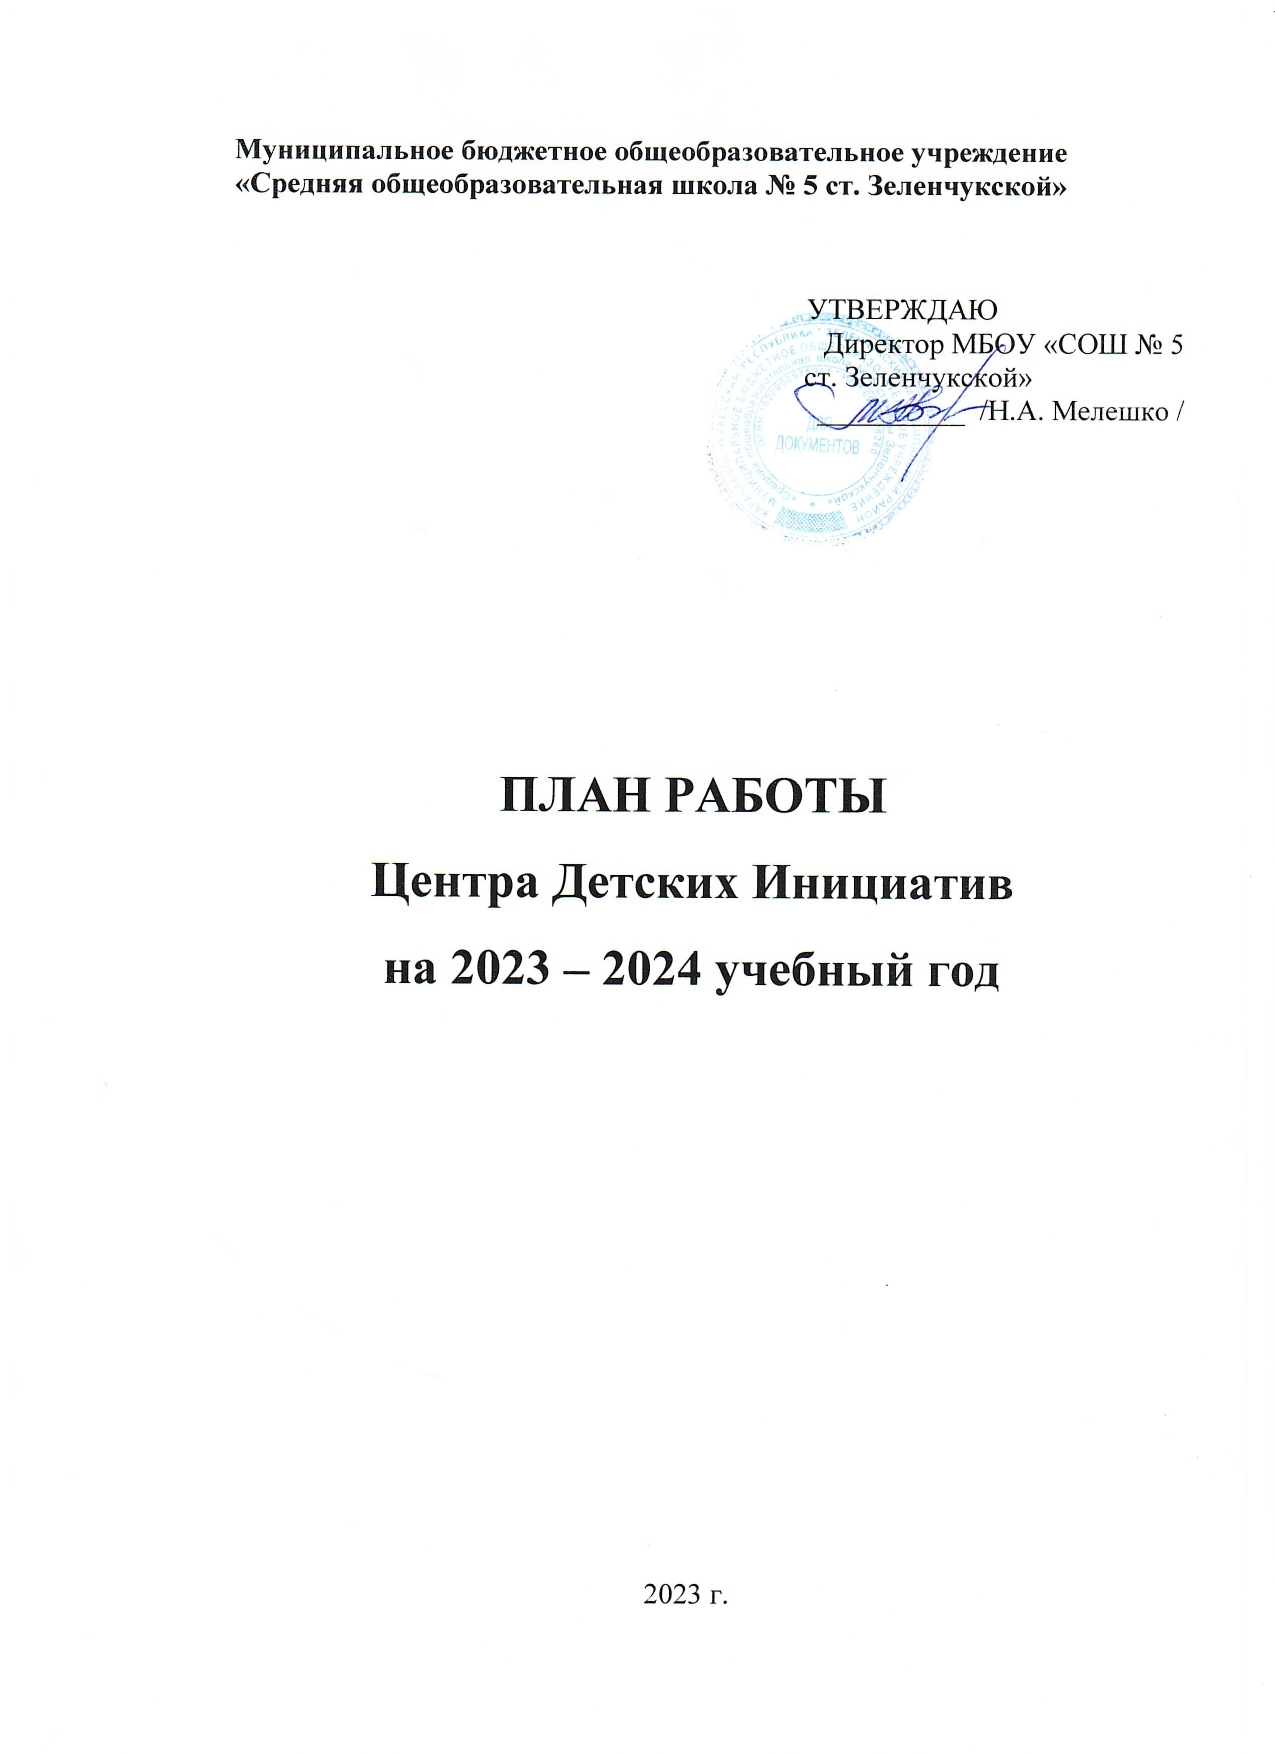 Муниципальное бюджетное общеобразовательное учреждение
«Средняя общеобразовательная школа № 5 ст. Зеленчукской»
УТВЕРЖДАЮ
Директор МБОУ «СОШ № 5
ст. Зеленчукской»
/Н.А. Мелешко /
ДЛЯ
ДОКУМЕНТОВ
ПЛАН РАБОТЫ
Центра Детских Инициатив
на 2023 – 2024 учебный год
2023 г.